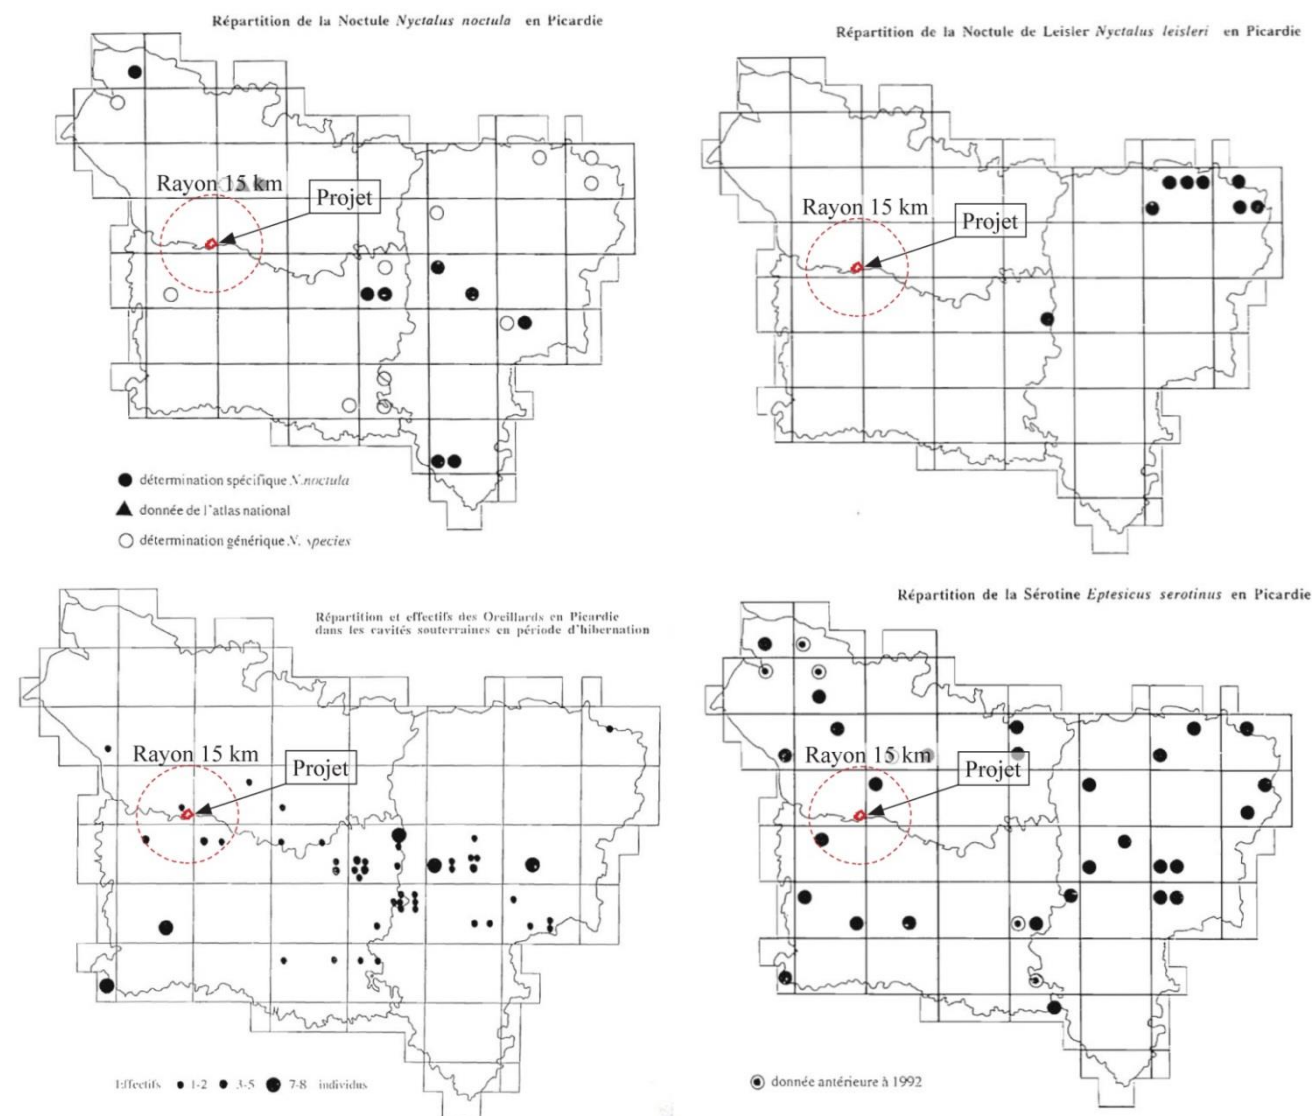 Répartition de la Noctule Nyctalus noctula en Picardie
Rayon 15 km
Projet
détermination spécifique N.noctula
donnée de l'atlas national
détermination générique N. species
Répartition de la Noctule de Leisler Nyctalus leisleri en Picardie
Rayon 15 km
Projet
Répartition et effectifs des Oreillards en Picardie
dans les cavités souterraines en période d'hibernation
Rayon 15 km
Projet
Effectifs 1-2 3-5 7-8 individus
Répartition de la Sérotine Eptesicus serotinus en Picardie
Rayon 15 km
Projet
donnée antérieure à 1992